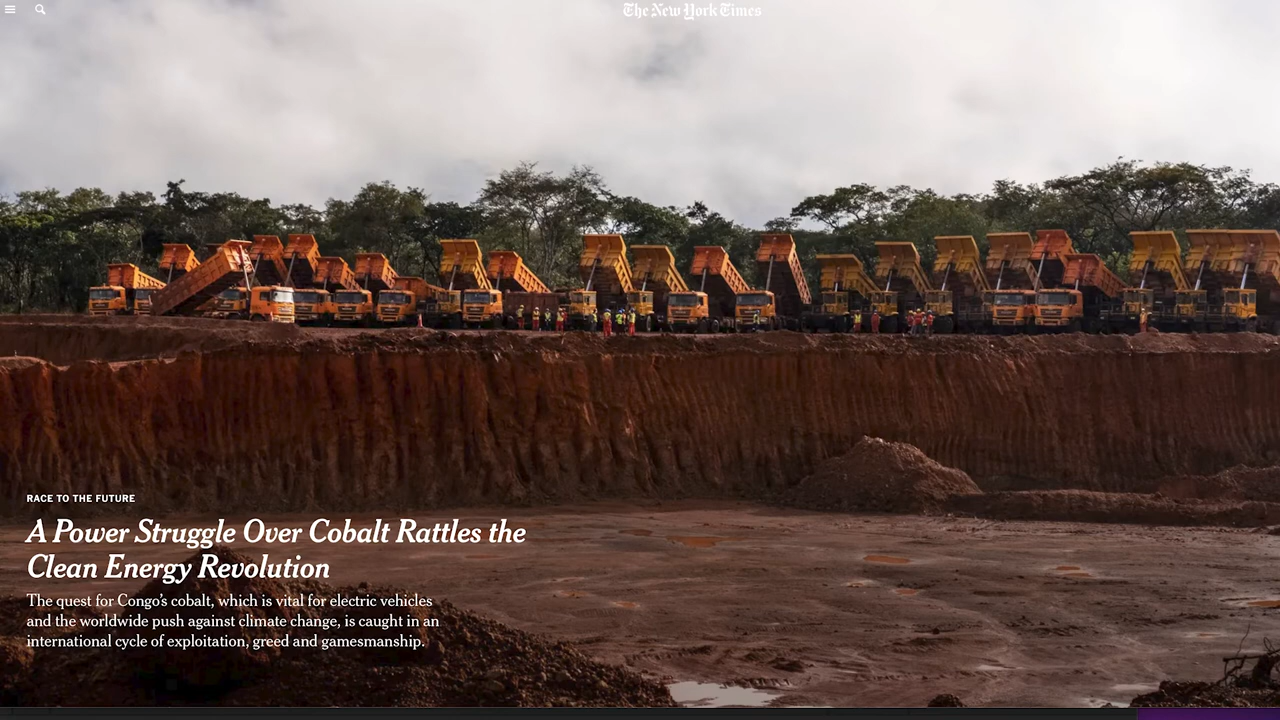 The New York Times
RACE TO THE FUTURE
A Power Struggle Over Cobalt Rattles the
Clean Energy Revolution
The quest for Congo’s cobalt, which is vital for electric vehicles
and the worldwide push against climate change, is caught in an
international cycle of exploitation, greed and gamesmanship.